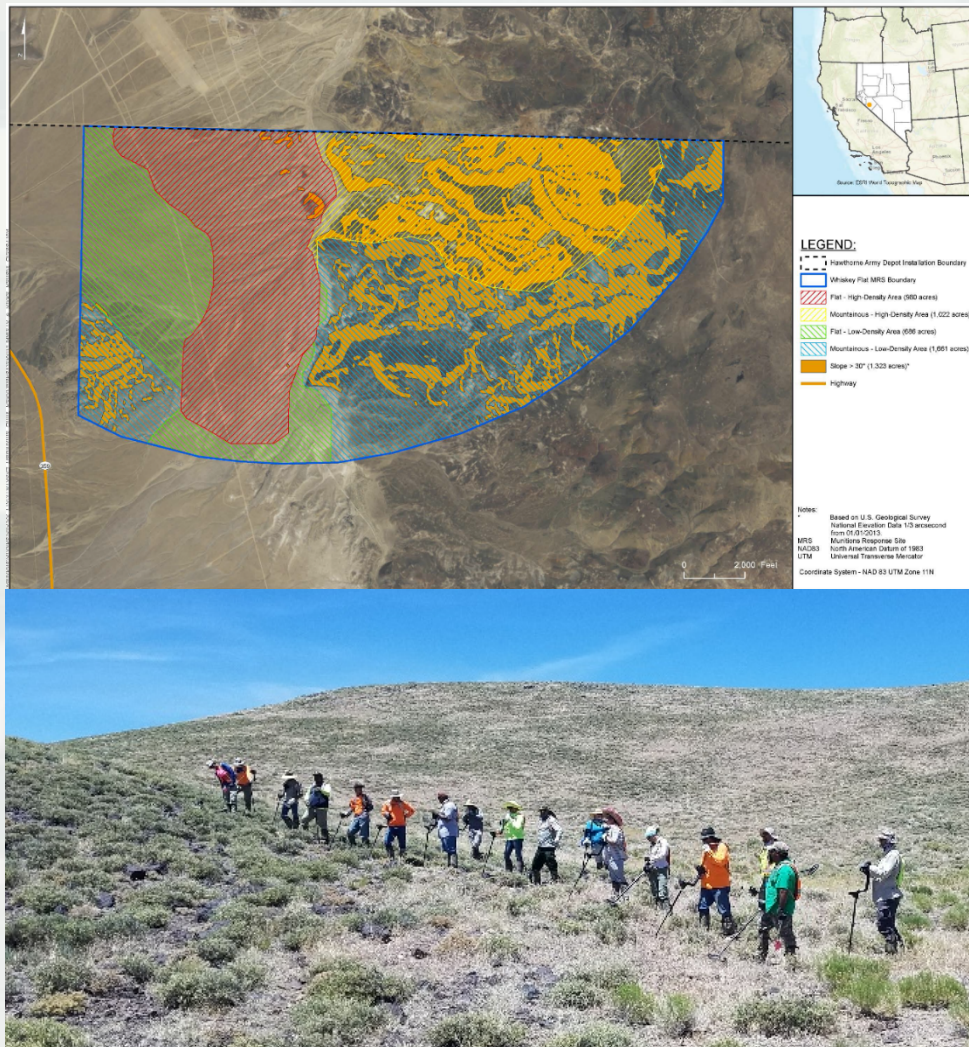 LEGEND:
Hawthorne Army Depot Installation Boundary
Whiskey Flat MRS Boundary
Flat - High-Density Area (980 acres)
Mountainous - High-Density Area (1,022 acres)
Flat - Low-Density Area (686 acres)
Mountainous - Low-Density Area (1,661 acres)
Slope > 30° (1,323 acres)*
Highway
Notes:
* Based on U.S. Geological Survey
National Elevation Data 1/3 arcsecond
from 01/01/2013.
MRS Munitions Response Site
NAD83 North American Datum of 1983
UTM Universal Transverse Mercator
Coordinate System - NAD 83 UTM Zone 11N
0 2,000 Feet
Source: ESRI World Topographic Map